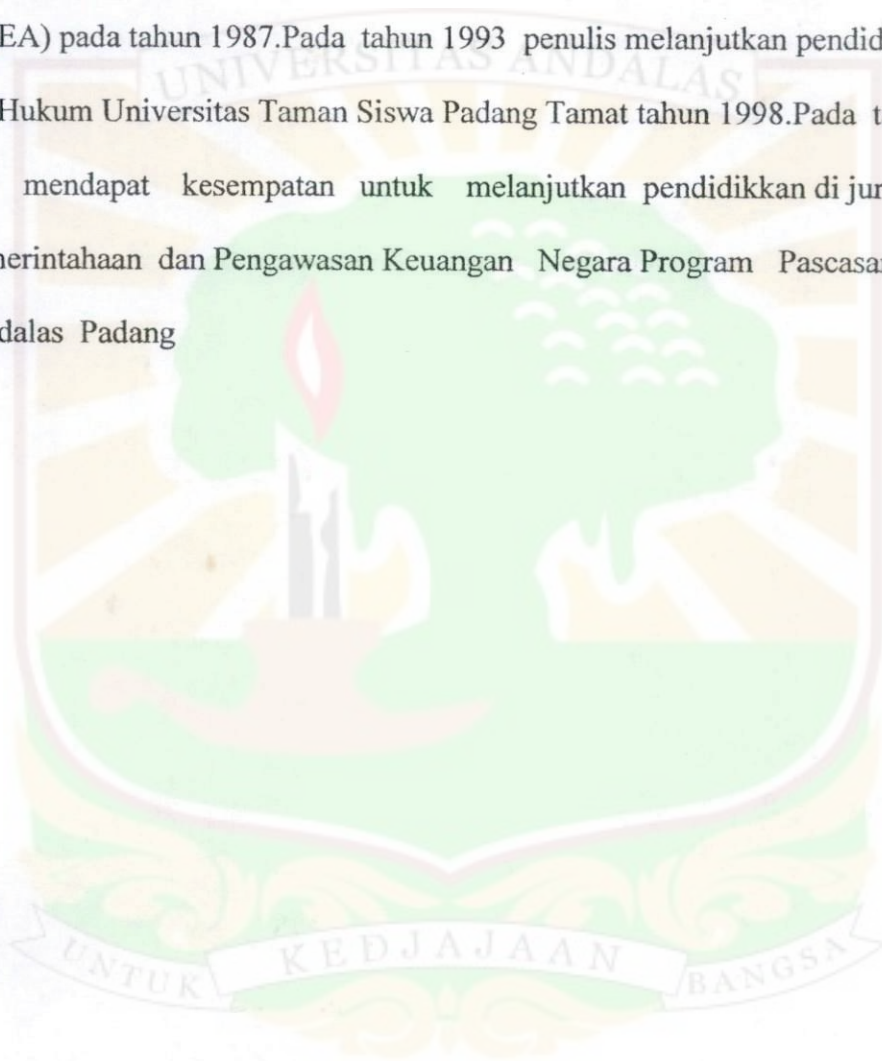 EA) pada tahun 1987.Pada tahun 1993 penulis melanjutkan pendid
UNIVERSITAS ANDALAS
Hukum Universitas Taman Siswa Padang Tamat tahun 1998.Pada t
mendapat kesempatan untuk melanjutkan pendidikkan di jur
nerintahaan dan Pengawasan Keuangan Negara Program Pascasar
dalas Padang
UNTUK KEDJAJAAN BANGSA